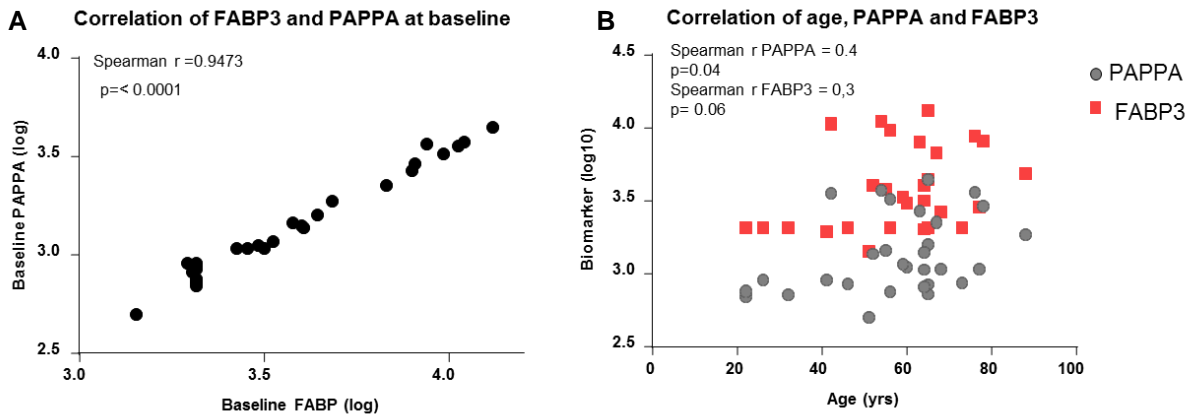 A
Correlation of FABP3 and PAPPA at baseline
Spearman r =0.9473
p=< 0.0001
4.0
3.5
3.0
2.5
Baseline PAPPA (log)
3.0 3.5 4.0
Baseline FABP (log)
B
Correlation of age, PAPPA and FABP3
Spearman r PAPPA = 0.4
p=0.04
Spearman r FABP3 = 0,3
p= 0.06
4.5
4.0
3.5
3.0
2.5
Biomarker (log10)
0 20 40 60 80 100
Age (yrs)
PAPPA
FABP3